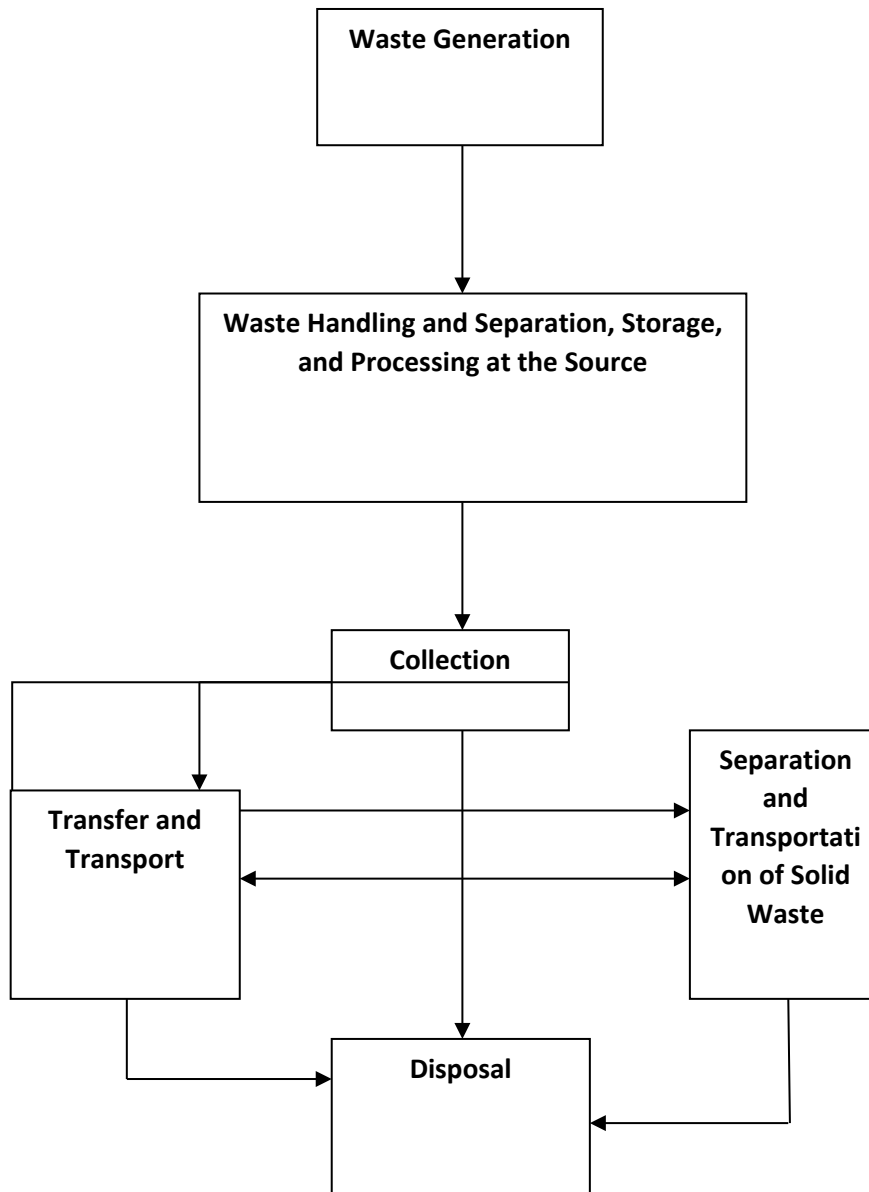 Waste Generation
Waste Handling and Separation, Storage,
and Processing at the Source
Collection
Separation
and
Transportati
on of Solid
Waste
Transfer and
Transport
Disposal